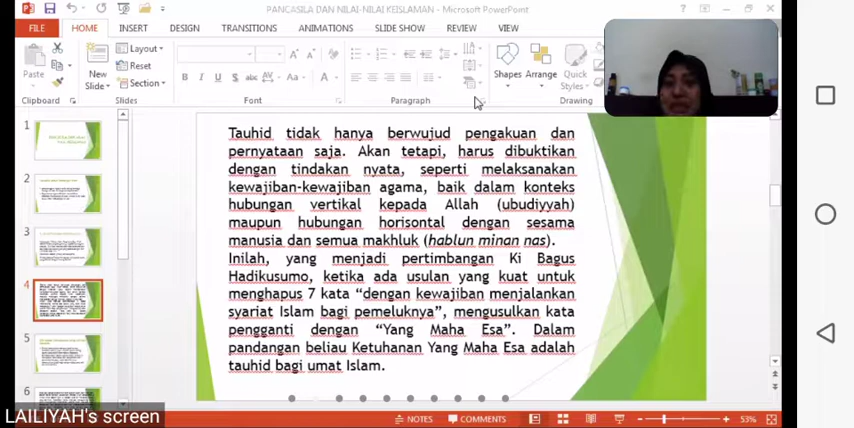 PANCASILA DAN NILAI-NILAI KEISLAMAN - Microsoft PowerPoint
FILE HOME INSERT DESIGN TRANSITIONS ANIMATIONS SLIDE SHOW REVIEW VIEW
Paste
New
Slide
Layout
Reset
Section
Shapes
Arrange
Quick
Styles
Clipboard
Slides
Font
Paragraph
Drawing
1
2
3
4
5
6
Tauhid tidak hanya berwujud pengakuan dan
pernyataan saja. Akan tetapi, harus dibuktikan
dengan tindakan nyata, seperti melaksanakan
kewajiban-kewajiban agama, baik dalam konteks
hubungan vertikal kepada Allah (ubudiyyah)
maupun hubungan horisontal dengan sesama
manusia dan semua makhluk (hablun minan nas).
Inilah, yang menjadi pertimbangan Ki Bagus
Hadikusumo, ketika ada usulan yang kuat untuk
menghapus 7 kata “dengan kewajiban menjalankan
syariat Islam bagi pemeluknya”, mengusulkan kata
pengganti dengan “Yang Maha Esa”. Dalam
pandangan beliau Ketuhanan Yang Maha Esa adalah
tauhid bagi umat Islam.
LAILIYAH's screen
NOTES
COMMENTS
53%